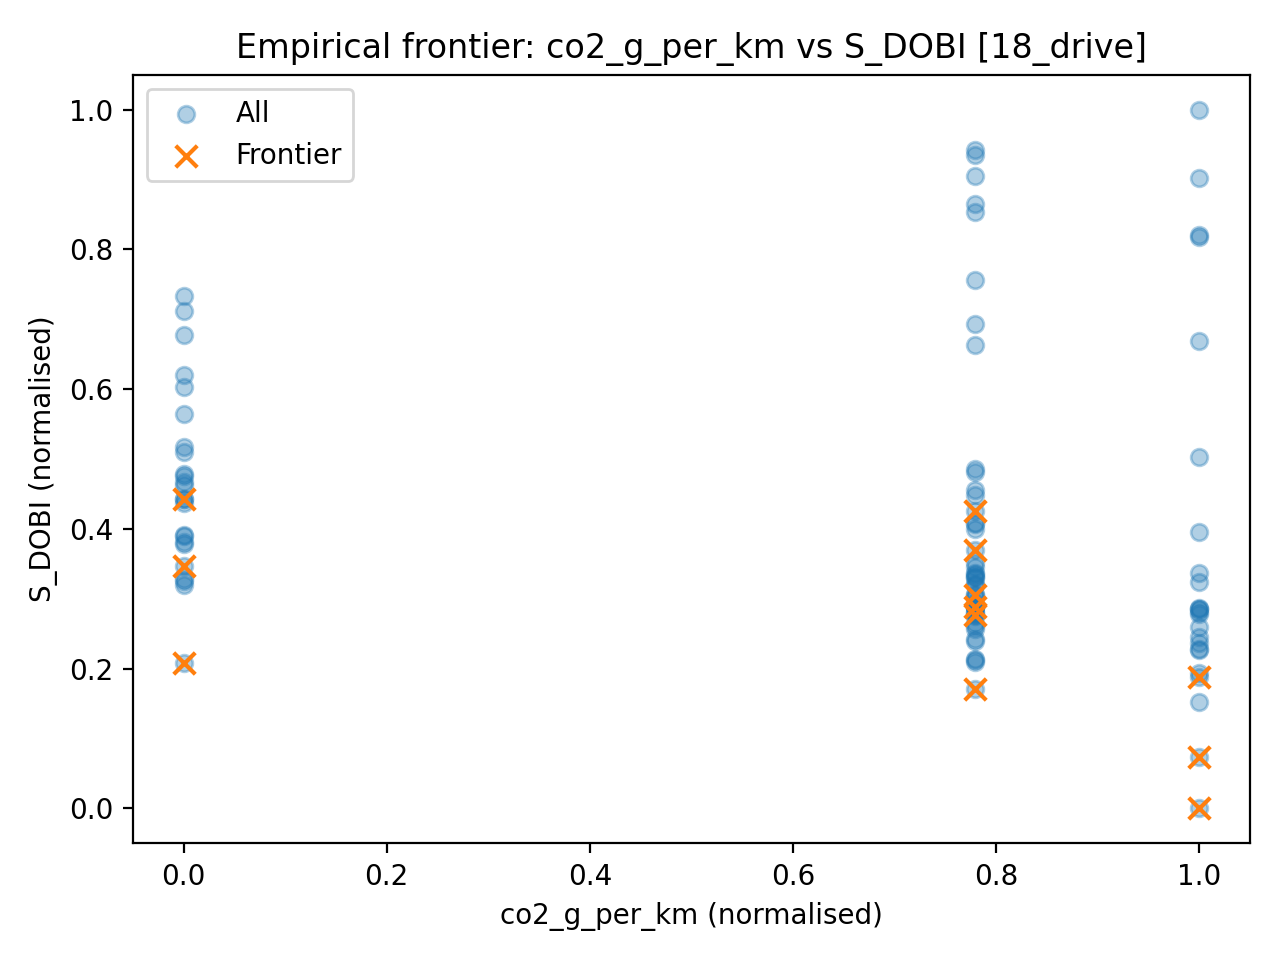 Empirical frontier: co2_g_per_km vs S_DOBI [18_drive]
All
Frontier
1.0
0.8
0.6
0.4
0.2
0.0
S_DOBI (normalised)
0.0 0.2 0.4 0.6 0.8 1.0
co2_g_per_km (normalised)